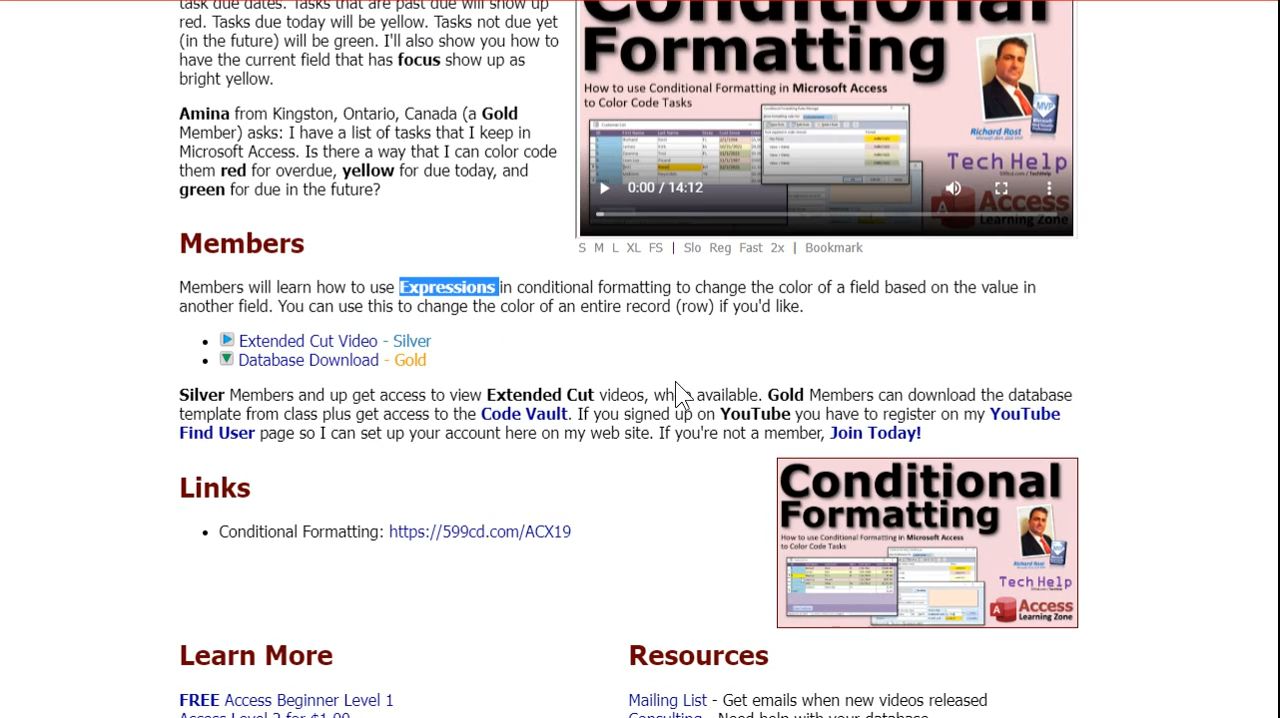 task due dates. Tasks that are past due will show up
red. Tasks due today will be yellow. Tasks not due yet
(in the future) will be green. I'll also show you how to
have the current field that has focus show up as
bright yellow.
Amina from Kingston, Ontario, Canada (a Gold
Member) asks: I have a list of tasks that I keep in
Microsoft Access. Is there a way that I can color code
them red for overdue, yellow for due today, and
green for due in the future?
Conditional
Formatting
How to use Conditional Formatting in Microsoft Access
to Color Code Tasks
MVP
Richard Rost
Tech Help
Access
Learning Zone
0:00 / 14:12
S M L XL FS | Slo Reg Fast 2x | Bookmark
Members
Members will learn how to use Expressions in conditional formatting to change the color of a field based on the value in
another field. You can use this to change the color of an entire record (row) if you'd like.
• Extended Cut Video - Silver
• Database Download - Gold
Silver Members and up get access to view Extended Cut videos, when available. Gold Members can download the database
template from class plus get access to the Code Vault. If you signed up on YouTube you have to register on my YouTube
Find User page so I can set up your account here on my web site. If you're not a member, Join Today!
Links
• Conditional Formatting: https://599cd.com/ACX19
Conditional
Formatting
How to use Conditional Formatting in Microsoft Access
to Color Code Tasks
Richard Rost
Tech Help
Access
Learning Zone
Learn More
FREE Access Beginner Level 1
Access Level 2 for $1.00
Resources
Mailing List - Get emails when new videos released
Consulting - Need help with your database